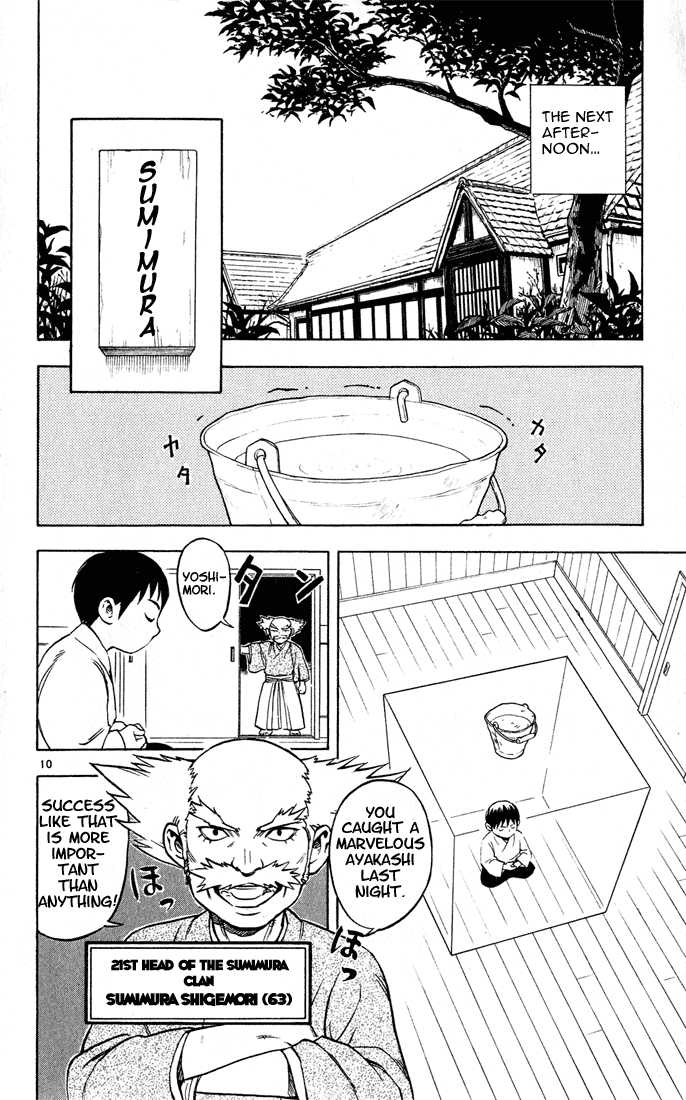 THE NEXT
AFTER-
NOON...
SUMIMURA
カタ
カタ
タン
YOSHI-
MORI.
YOU
CAUGHT A
MARVELOUS
AYAKASHI
LAST
NIGHT.
SUCCESS
LIKE THAT
IS MORE
IMPOR-
TANT
THAN
ANYTHING!
ほっ
ほっ
21ST HEAD OF THE SUMIMURA
CLAN
SUMIMURA SHIGEMORI (63)
10